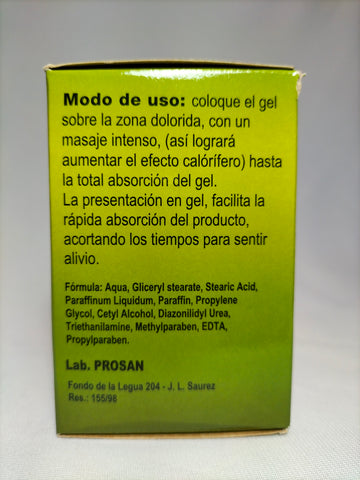 Modo de uso: coloque el gel
sobre la zona dolorida, con un
masaje intenso, (así logrará
aumentar el efecto calórífero) hasta
la total absorción del gel.
La presentación en gel, facilita la
rápida absorción del producto,
acortando los tiempos para sentir
alivio.
Fórmula: Aqua, Gliceryl stearate, Stearic Acid,
Paraffinum Liquídum, Paraffin, Propylene
Glycol, Cetyl Alcohol, Diazonilidyl Urea,
Triethanilamine, Methylparaben, EDTA,
Propylparaben.
Lab. PROSAN
Fondo de la Legua 204 - J. L. Saurez
Res.: 155/98